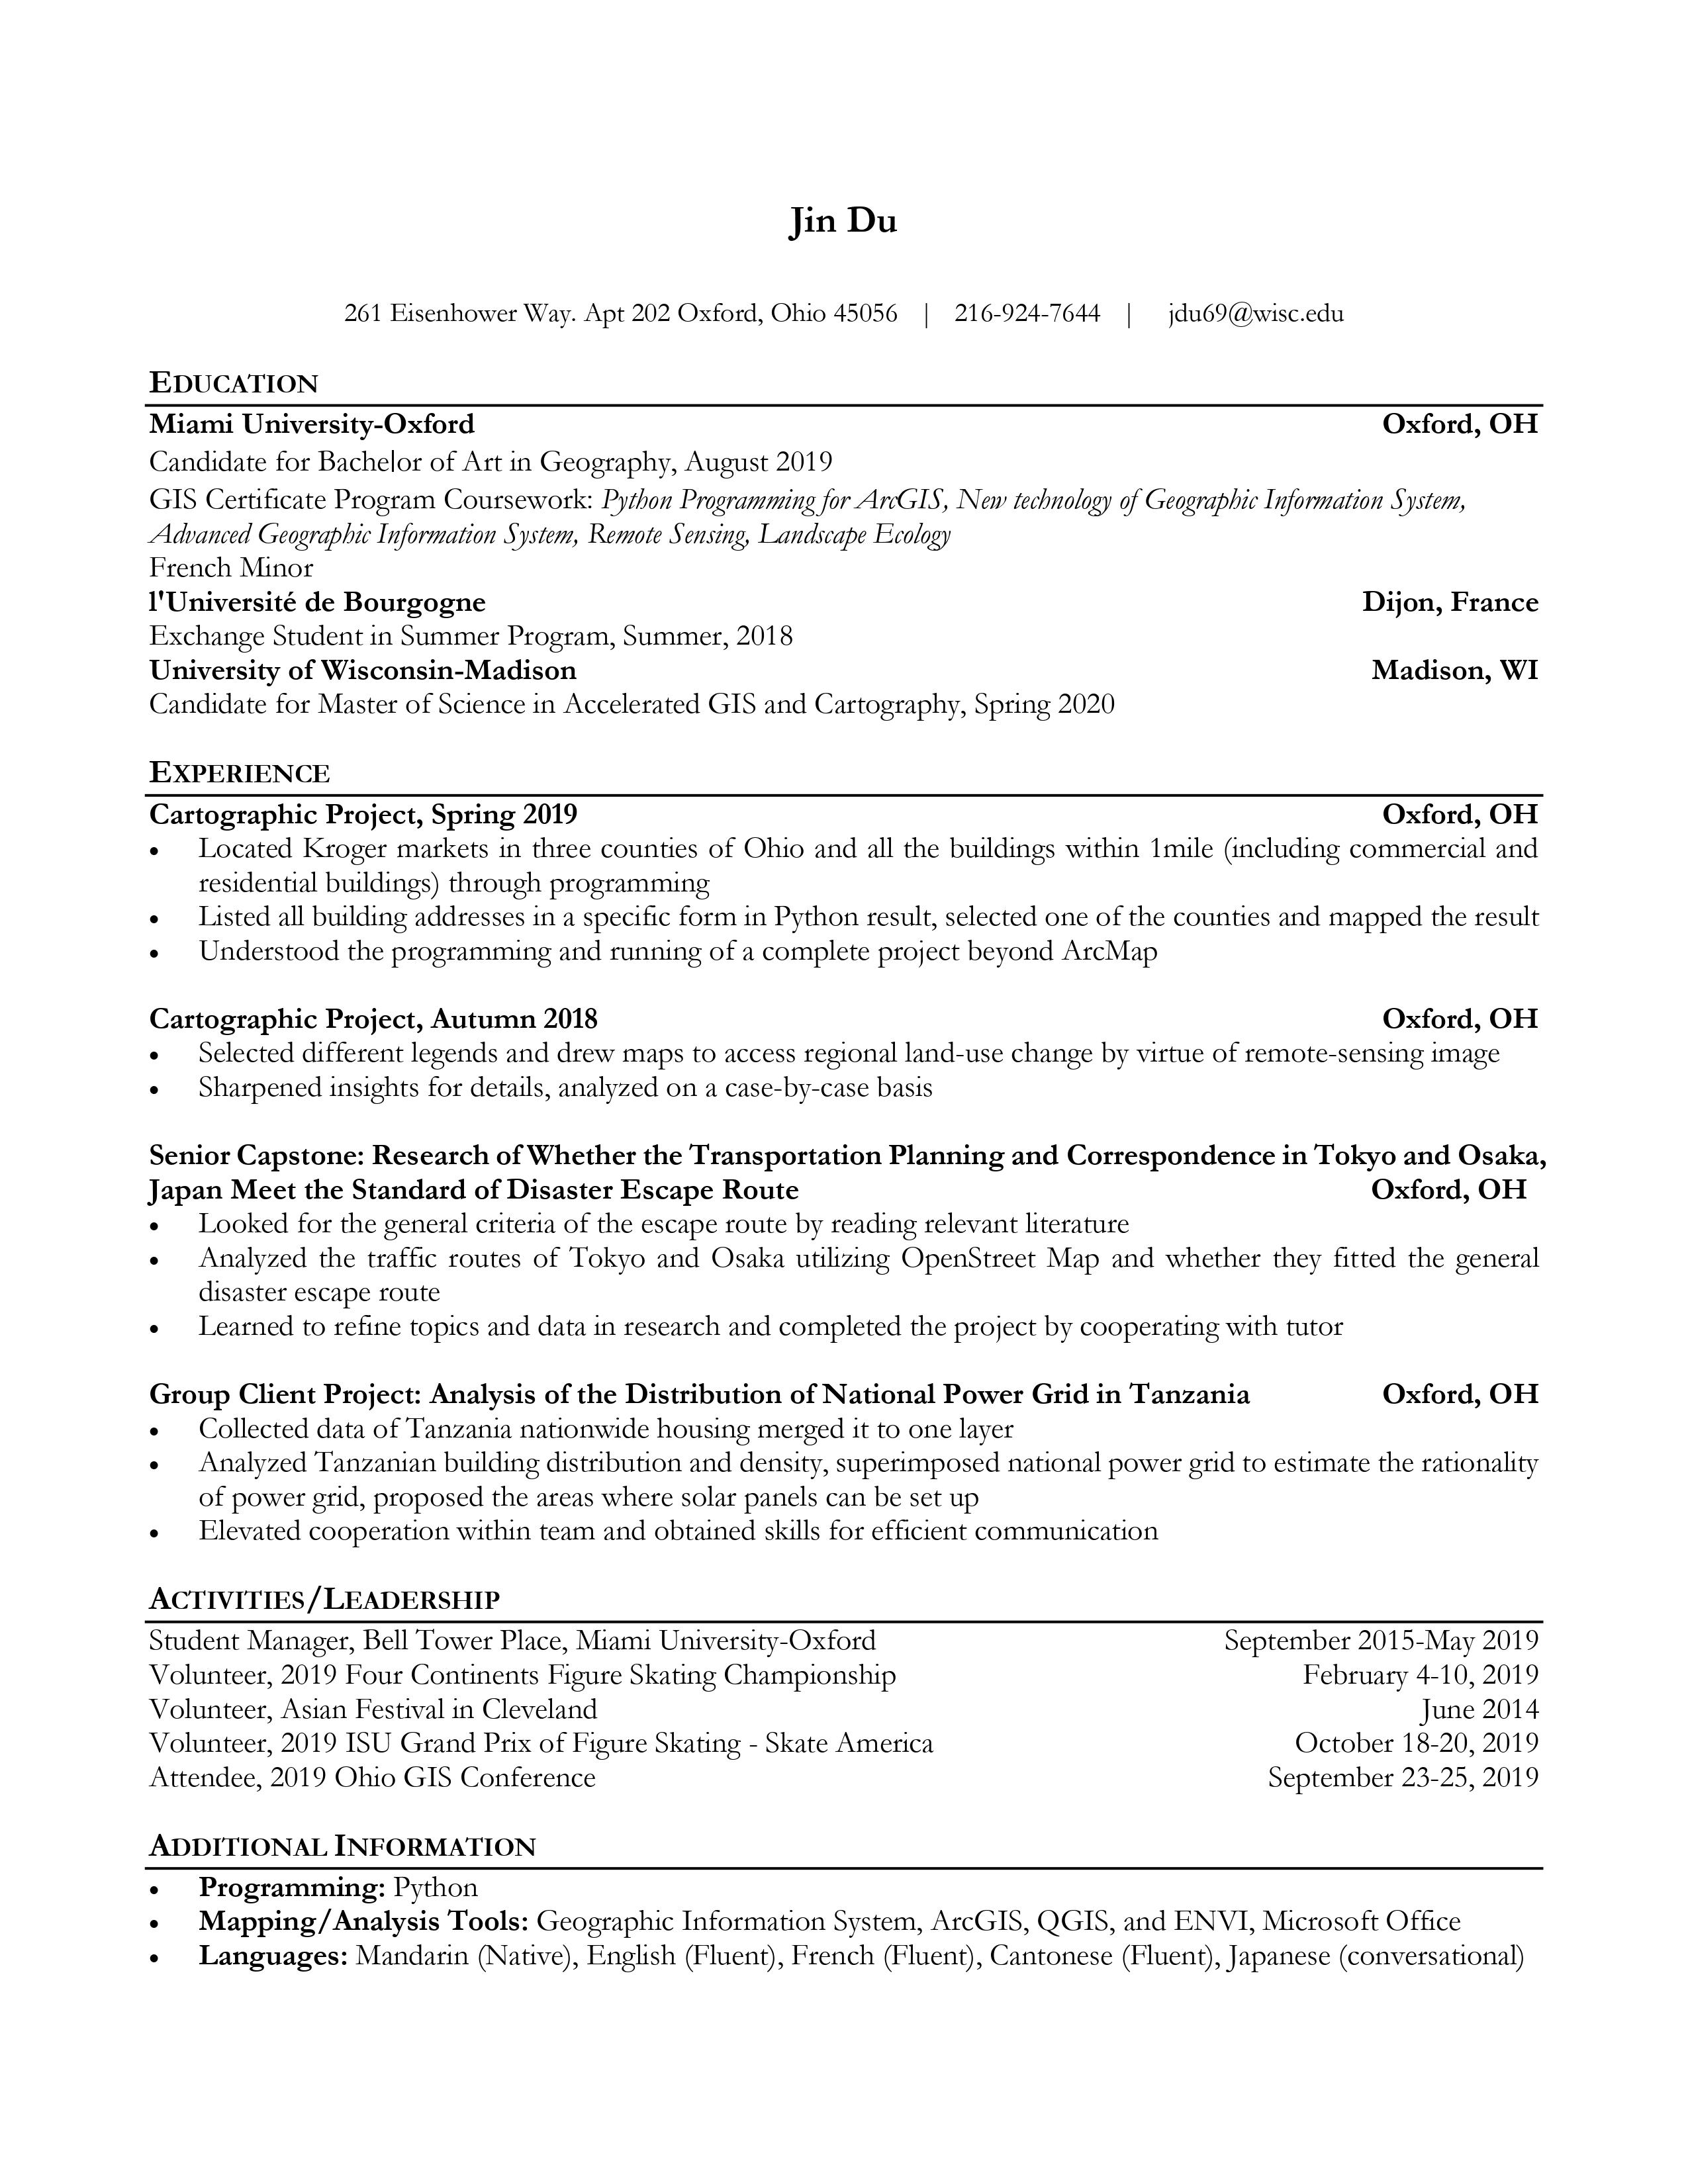 Jin Du
261 Eisenhower Way. Apt 202 Oxford, Ohio 45056 | 216-924-7644 | jdu69@wisc.edu
EDUCATION
Miami University-Oxford Oxford, OH
Candidate for Bachelor of Art in Geography, August 2019
GIS Certificate Program Coursework: Python Programming for ArcGIS, New technology of Geographic Information System,
Advanced Geographic Information System, Remote Sensing, Landscape Ecology
French Minor
l'Université de Bourgogne Dijon, France
Exchange Student in Summer Program, Summer, 2018
University of Wisconsin-Madison Madison, WI
Candidate for Master of Science in Accelerated GIS and Cartography, Spring 2020
EXPERIENCE
Cartographic Project, Spring 2019 Oxford, OH
• Located Kroger markets in three counties of Ohio and all the buildings within 1mile (including commercial and
residential buildings) through programming
• Listed all building addresses in a specific form in Python result, selected one of the counties and mapped the result
• Understood the programming and running of a complete project beyond ArcMap
Cartographic Project, Autumn 2018 Oxford, OH
• Selected different legends and drew maps to access regional land-use change by virtue of remote-sensing image
• Sharpened insights for details, analyzed on a case-by-case basis
Senior Capstone: Research of Whether the Transportation Planning and Correspondence in Tokyo and Osaka,
Japan Meet the Standard of Disaster Escape Route Oxford, OH
• Looked for the general criteria of the escape route by reading relevant literature
• Analyzed the traffic routes of Tokyo and Osaka utilizing OpenStreet Map and whether they fitted the general
disaster escape route
• Learned to refine topics and data in research and completed the project by cooperating with tutor
Group Client Project: Analysis of the Distribution of National Power Grid in Tanzania Oxford, OH
• Collected data of Tanzania nationwide housing merged it to one layer
• Analyzed Tanzanian building distribution and density, superimposed national power grid to estimate the rationality
of power grid, proposed the areas where solar panels can be set up
• Elevated cooperation within team and obtained skills for efficient communication
ACTIVITIES/LEADERSHIP
Student Manager, Bell Tower Place, Miami University-Oxford September 2015-May 2019
Volunteer, 2019 Four Continents Figure Skating Championship February 4-10, 2019
Volunteer, Asian Festival in Cleveland June 2014
Volunteer, 2019 ISU Grand Prix of Figure Skating - Skate America October 18-20, 2019
Attendee, 2019 Ohio GIS Conference September 23-25, 2019
ADDITIONAL INFORMATION
• Programming: Python
• Mapping/Analysis Tools: Geographic Information System, ArcGIS, QGIS, and ENVI, Microsoft Office
• Languages: Mandarin (Native), English (Fluent), French (Fluent), Cantonese (Fluent), Japanese (conversational)